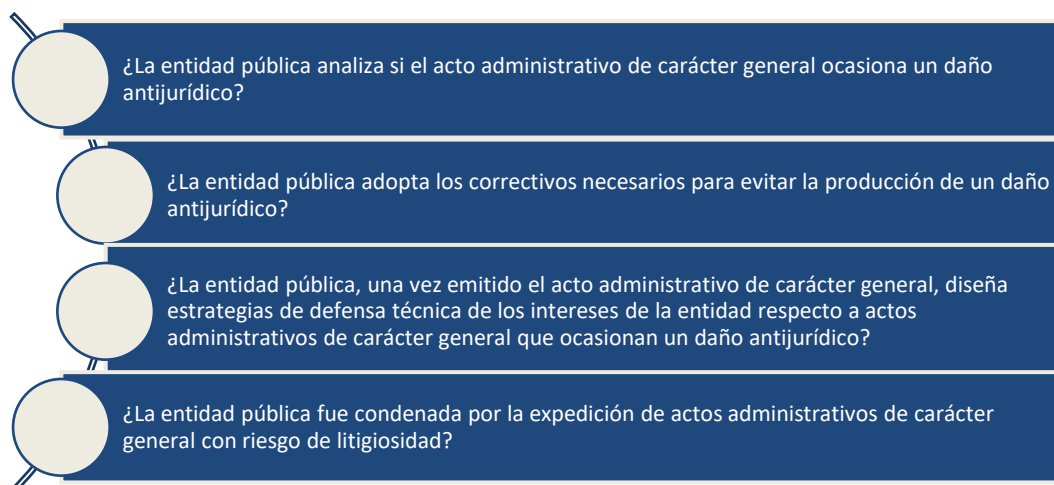 ¿La entidad pública analiza si el acto administrativo de carácter general ocasiona un daño
antijurídico?
¿La entidad pública adopta los correctivos necesarios para evitar la producción de un daño
antijurídico?
¿La entidad pública, una vez emitido el acto administrativo de carácter general, diseña
estrategias de defensa técnica de los intereses de la entidad respecto a actos
administrativos de carácter general que ocasionan un daño antijurídico?
¿La entidad pública fue condenada por la expedición de actos administrativos de carácter
general con riesgo de litigiosidad?